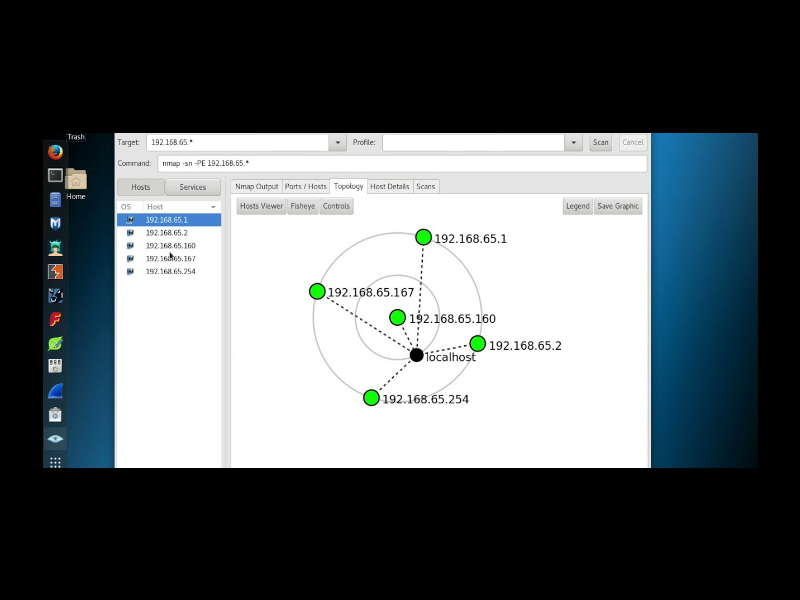 Trash
Home
Target: 192.168.65.* Profile: Scan Cancel
Command: nmap -sn -PE 192.168.65.*
Hosts Services
Nmap Output Ports / Hosts Topology Host Details Scans
OS Host
192.168.65.1
192.168.65.2
192.168.65.160
192.168.65.167
192.168.65.254
Hosts Viewer Fisheye Controls Legend Save Graphic
192.168.65.1
192.168.65.167
192.168.65.160
192.168.65.2
localhost
192.168.65.254